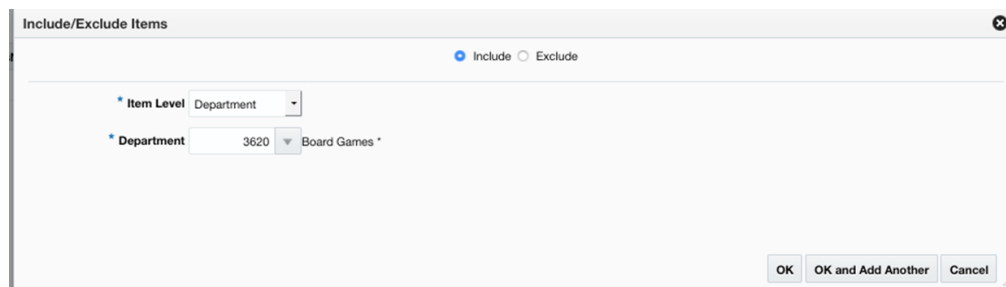 Include/Exclude Items
Include Exclude
* Item Level Department
* Department 3620 Board Games *
OK OK and Add Another Cancel